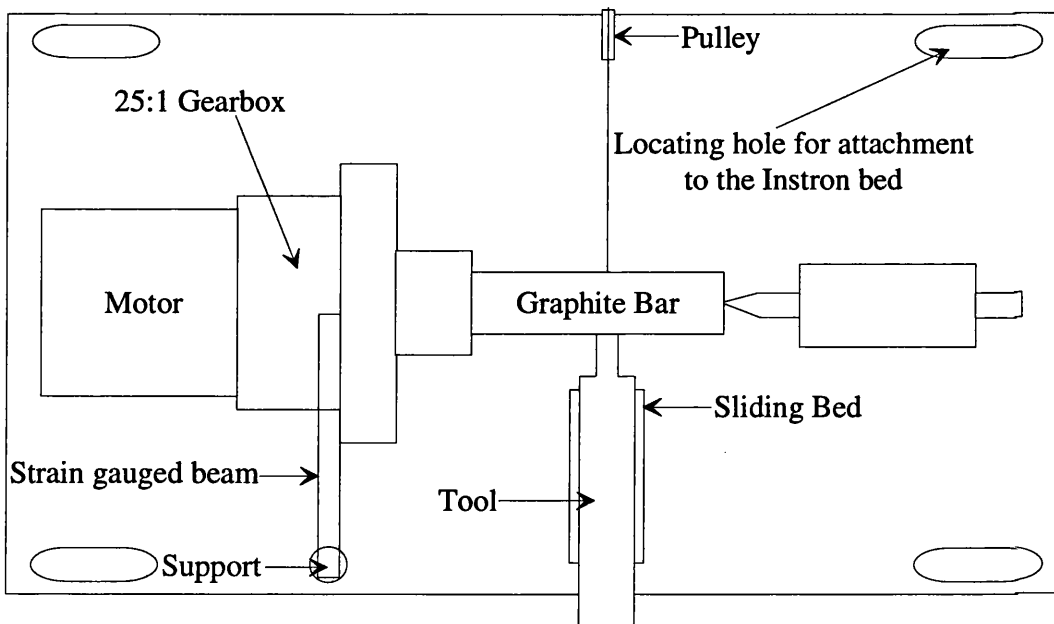 Pulley
25:1 Gearbox
Locating hole for attachment
to the Instron bed
Motor
Graphite Bar
Sliding Bed
Strain gauged beam
Tool
Support